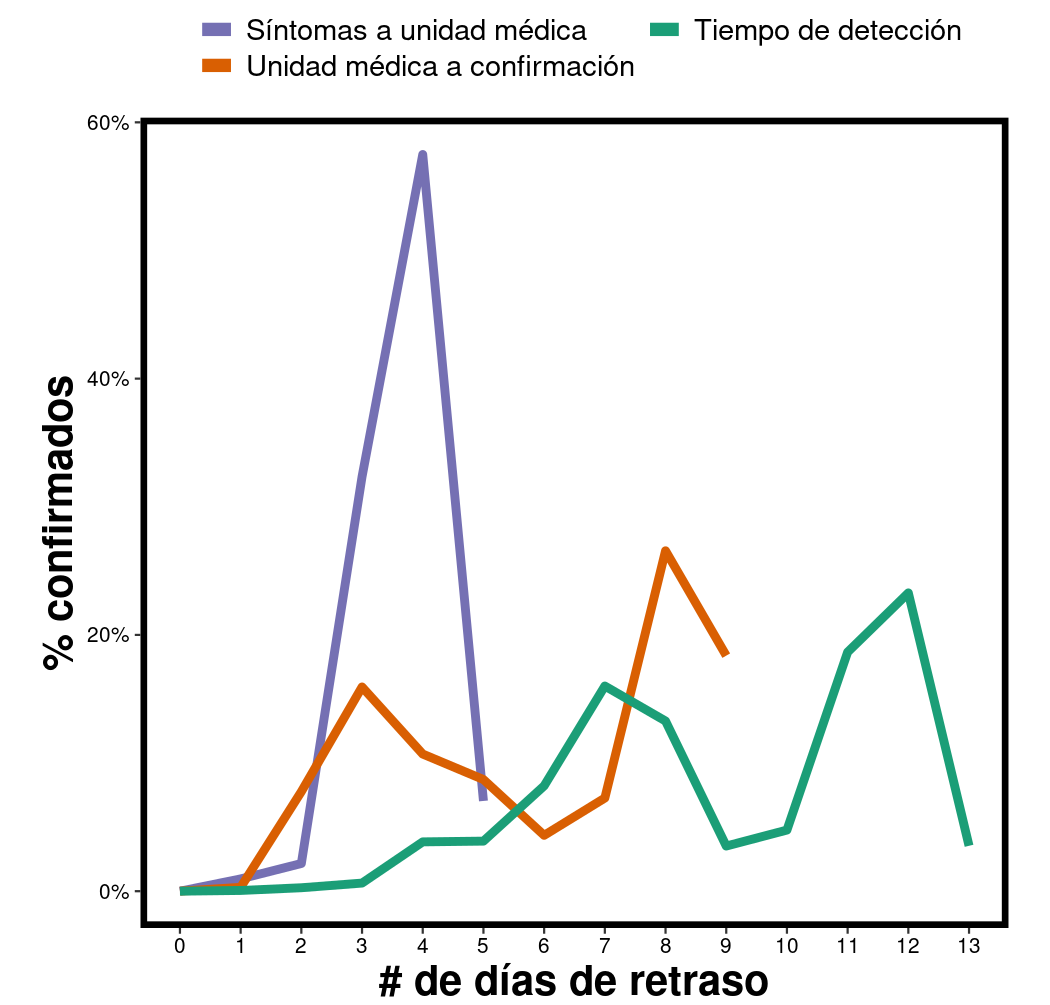 Síntomas a unidad médica
Tiempo de detección
Unidad médica a confirmación
60%
40%
20%
0%
% confirmados
0 1 2 3 4 5 6 7 8 9 10 11 12 13
# de días de retraso